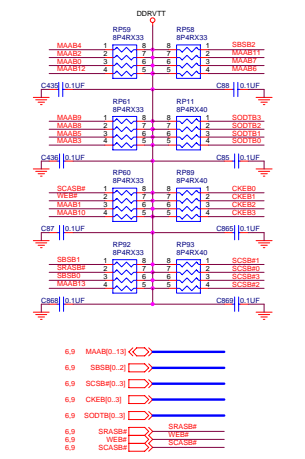 DDRVTT
RP59 RP58
8P4RX33 8P4RX33
MAAB4 1 8 8 1 SBSB2
MAAB2 2 7 7 2 MAAB11
MAAB0 3 6 6 3 MAAB7
MAAB12 4 5 5 4 MAAB6
C435 0.1UF C88 0.1UF
RP61 RP11
8P4RX33 8P4RX40
MAAB9 1 8 8 1 SODTB3
MAAB8 2 7 7 2 SODTB2
MAAB5 3 6 6 3 SODTB1
MAAB3 4 5 5 4 SODTB0
C436 0.1UF C85 0.1UF
RP60 RP89
8P4RX33 8P4RX40
SCASB# 1 8 8 1 CKEB0
WEB# 2 7 7 2 CKEB1
MAAB1 3 6 6 3 CKEB2
MAAB10 4 5 5 4 CKEB3
C87 0.1UF C865 0.1UF
RP92 RP93
8P4RX33 8P4RX40
SBSB1 1 8 8 1 SCSB#1
SRASB# 2 7 7 2 SCSB#0
SBSB0 3 6 6 3 SCSB#3
MAAB13 4 5 5 4 SCSB#2
C868 0.1UF C869 0.1UF
6,9 MAAB[0..13]
6,9 SBSB[0..2]
6,9 SCSB#[0..3]
6,9 CKEB[0..3]
6,9 SODTB[0..3]
6,9 SRASB# SRASB#
6,9 WEB# WEB#
6,9 SCASB# SCASB#